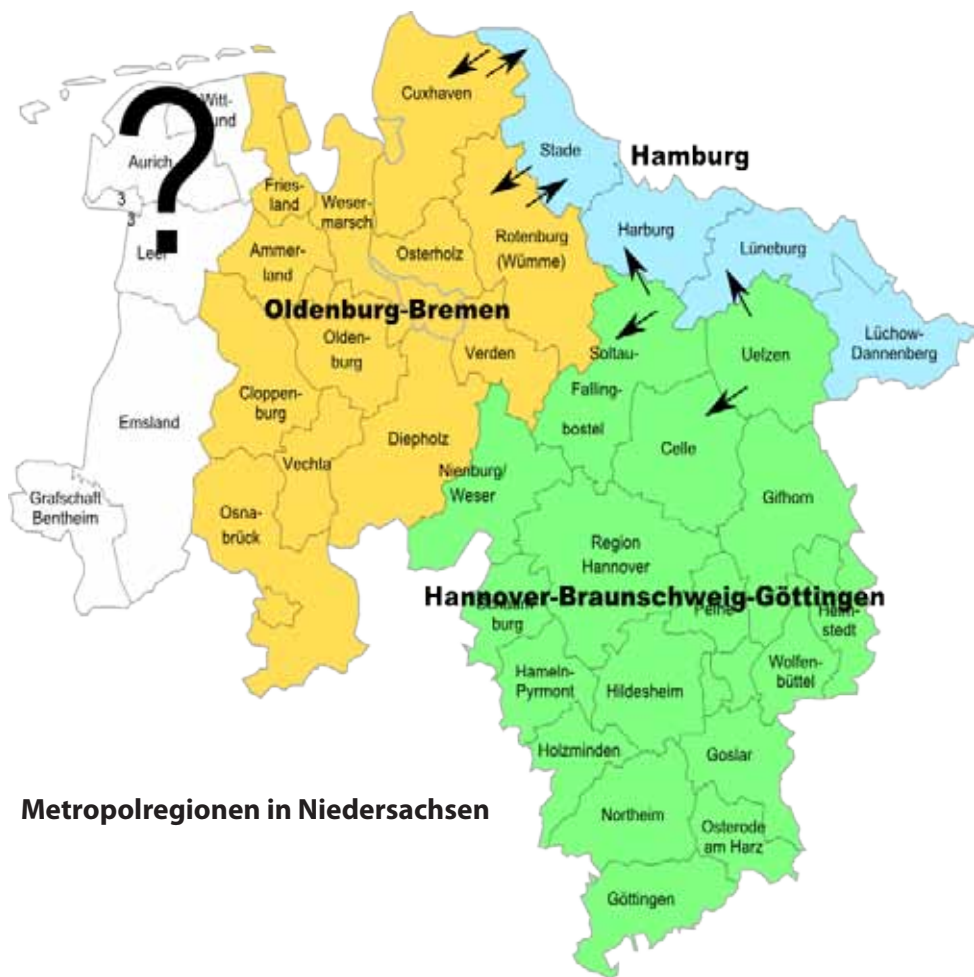 Cuxhaven
Witt-
mund
Aurich
Stade
Hamburg
3
3
Fries-
land
Weser-
marsch
Leer
Ammer-
land
Osterholz
Rotenburg
(Wümme)
Harburg
Lüneburg
Oldenburg-Bremen
Olden-
burg
Verden
Soltau-
Falling-
bostel
Uelzen
Lüchow-
Dannenberg
Emsland
Cloppen-
burg
Vechta
Diepholz
Nienburg/
Weser
Celle
Gifhorn
Grafschaft
Bentheim
Osna-
brück
Region
Hannover
Hannover-Braunschweig-Göttingen
Schaum-
burg
Peine
Helm-
stedt
Hameln-
Pyrmont
Hildesheim
Wolfen-
büttel
Holzminden
Goslar
Metropolregionen in Niedersachsen
Northeim
Osterode
am Harz
Göttingen
?